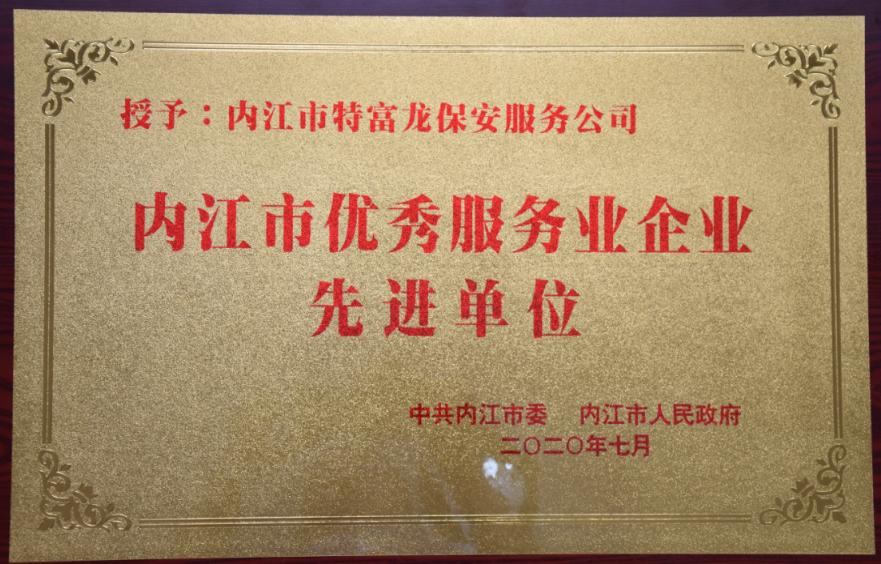 授予：内江市特富龙保安服务公司
内江市优秀服务业企业
先进单位
中共内江市委 内江市人民政府
二〇二〇年七月